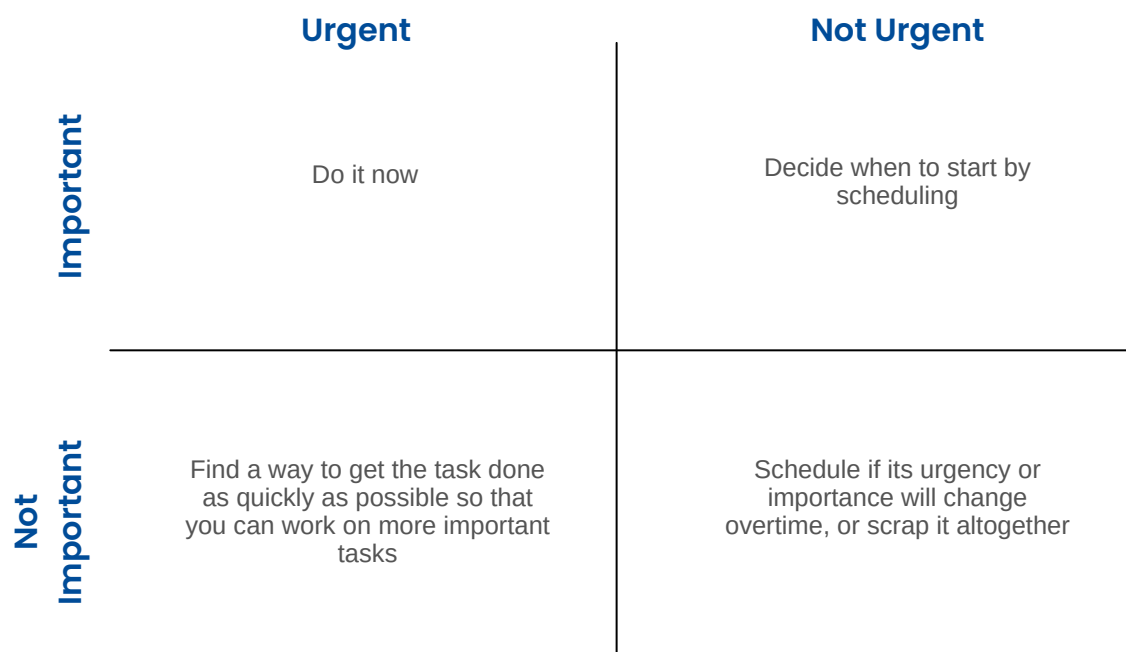 Urgent
Not Urgent
Important
Do it now
Decide when to start by
scheduling
Not
Important
Find a way to get the task done
as quickly as possible so that
you can work on more important
tasks
Schedule if its urgency or
importance will change
overtime, or scrap it altogether